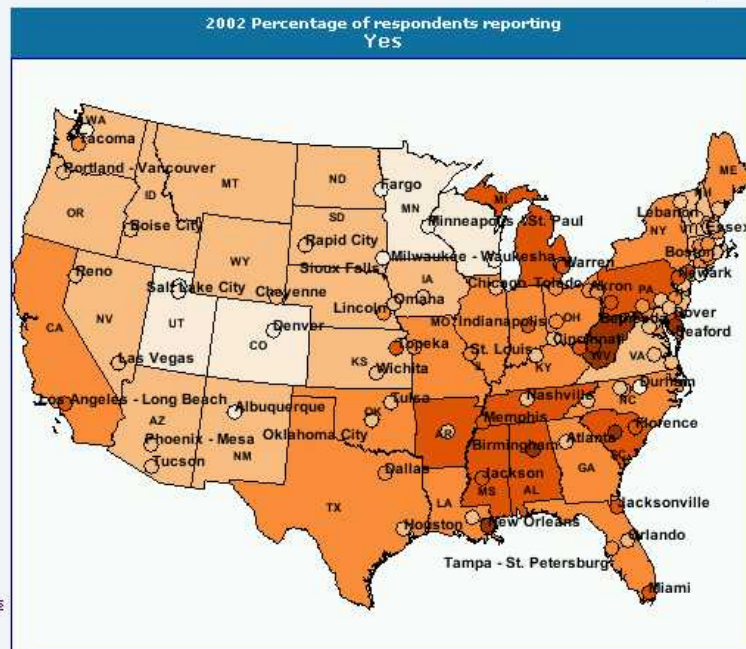 2002 Percentage of respondents reporting
Yes
WA
Tacoma
Portland - Vancouver
MT
ND
Fargo
ME
ID
OR
MN
NH
Lebanon
VT
Essex
SD
Boise City
Rapid City
Minneapolis - St. Paul
MI
NY
Boston
WY
Sioux Falls
Milwaukee - Waukesha
Warren
Reno
Salt Lake City
Cheyenne
IA
Omaha
Chicago
Toledo
Akron
PA
Newark
Lincoln
NV
UT
Denver
CO
MO
Indianapolis
OH
Dover
CA
Topeka
Cincinnati
Seaford
Las Vegas
KS
Wichita
St. Louis
IL
KY
WV
VA
Los Angeles - Long Beach
Albuquerque
Tulsa
OK
Nashville
Durham
NC
AZ
Oklahoma City
Memphis
AR
Florence
Phoenix - Mesa
NM
Birmingham
Atlanta
SC
Tucson
Dallas
Jackson
MS
AL
GA
TX
LA
Jacksonville
Houston
New Orleans
Orlando
Tampa - St. Petersburg
Miami